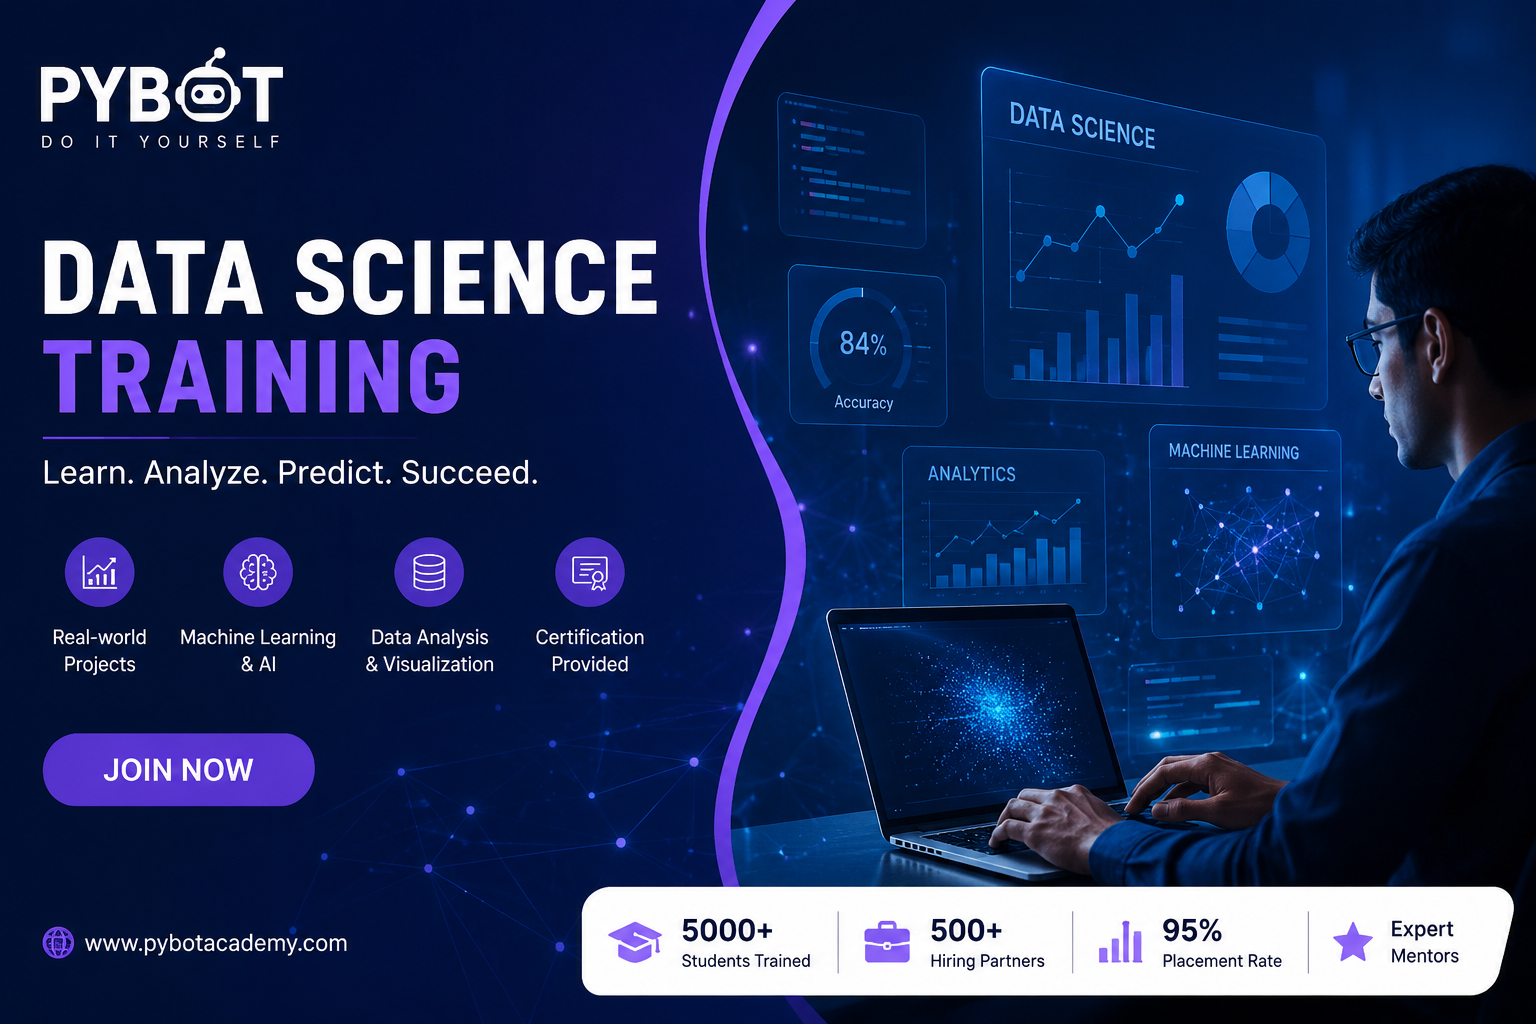 PYBOT
DO IT YOURSELF
DATA SCIENCE
TRAINING
Learn. Analyze. Predict. Succeed.
Real-world
Projects
Machine Learning
& AI
Data Analysis
& Visualization
Certification
Provided
JOIN NOW
www.pybotacademy.com
DATA SCIENCE
84%
Accuracy
ANALYTICS
MACHINE LEARNING
5000+
Students Trained
500+
Hiring Partners
95%
Placement Rate
Expert
Mentors